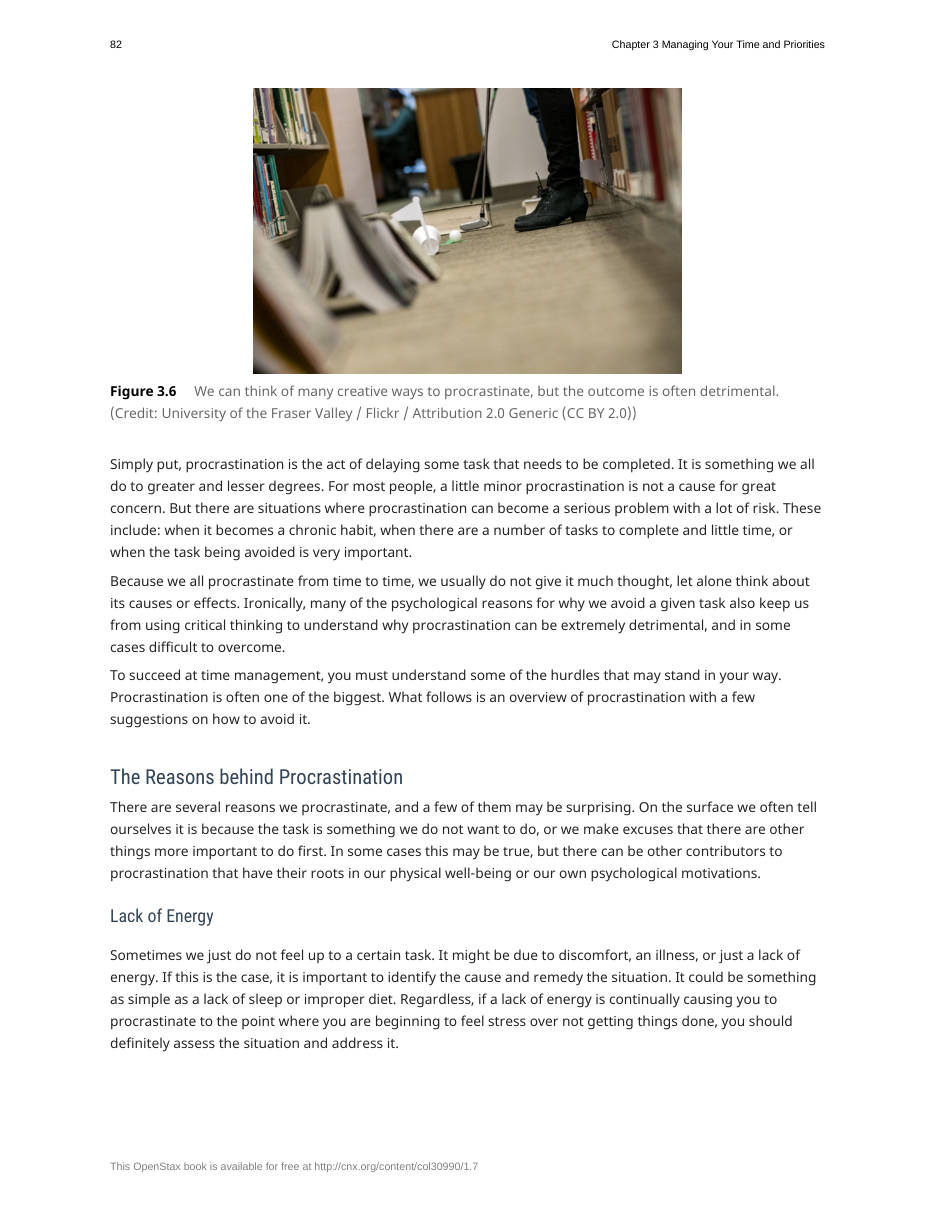 82
Chapter 3 Managing Your Time and Priorities
Figure 3.6 We can think of many creative ways to procrastinate, but the outcome is often detrimental.
(Credit: University of the Fraser Valley / Flickr / Attribution 2.0 Generic (CC BY 2.0))
Simply put, procrastination is the act of delaying some task that needs to be completed. It is something we all
do to greater and lesser degrees. For most people, a little minor procrastination is not a cause for great
concern. But there are situations where procrastination can become a serious problem with a lot of risk. These
include: when it becomes a chronic habit, when there are a number of tasks to complete and little time, or
when the task being avoided is very important.
Because we all procrastinate from time to time, we usually do not give it much thought, let alone think about
its causes or effects. Ironically, many of the psychological reasons for why we avoid a given task also keep us
from using critical thinking to understand why procrastination can be extremely detrimental, and in some
cases difficult to overcome.
To succeed at time management, you must understand some of the hurdles that may stand in your way.
Procrastination is often one of the biggest. What follows is an overview of procrastination with a few
suggestions on how to avoid it.
The Reasons behind Procrastination
There are several reasons we procrastinate, and a few of them may be surprising. On the surface we often tell
ourselves it is because the task is something we do not want to do, or we make excuses that there are other
things more important to do first. In some cases this may be true, but there can be other contributors to
procrastination that have their roots in our physical well-being or our own psychological motivations.
Lack of Energy
Sometimes we just do not feel up to a certain task. It might be due to discomfort, an illness, or just a lack of
energy. If this is the case, it is important to identify the cause and remedy the situation. It could be something
as simple as a lack of sleep or improper diet. Regardless, if a lack of energy is continually causing you to
procrastinate to the point where you are beginning to feel stress over not getting things done, you should
definitely assess the situation and address it.
This OpenStax book is available for free at http://cnx.org/content/col30990/1.7